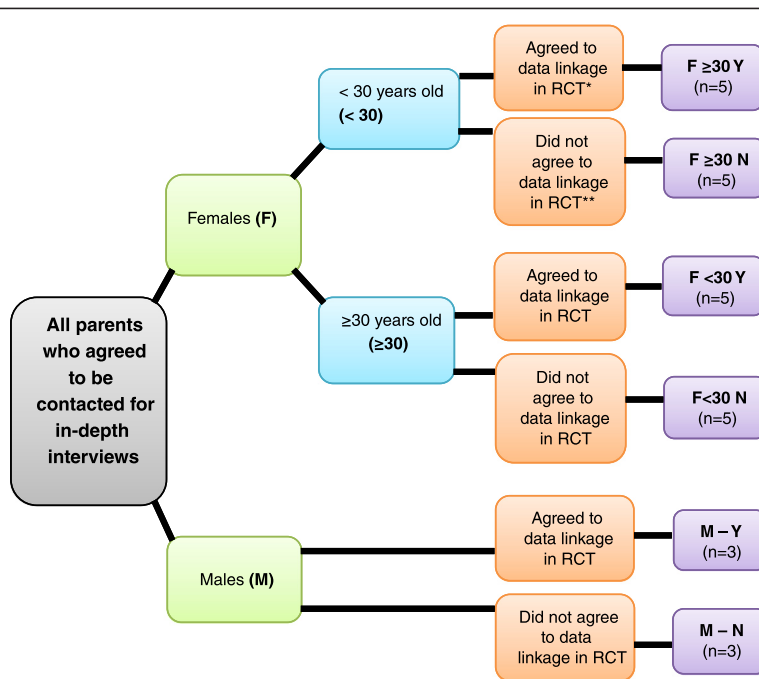 All parents
who agreed
to be
contacted for
in-depth
interviews
Females (F)
Males (M)
< 30 years old
(< 30)
≥30 years old
(≥30)
Agreed to
data linkage
in RCT*
Did not
agree to
data linkage
in RCT**
Agreed to
data linkage
in RCT
Did not
agree to
data linkage
in RCT
Agreed to
data linkage
in RCT
Did not agree
to data
linkage in RCT
F ≥30 Y
(n=5)
F ≥30 N
(n=5)
F <30 Y
(n=5)
F<30 N
(n=5)
M – Y
(n=3)
M – N
(n=3)